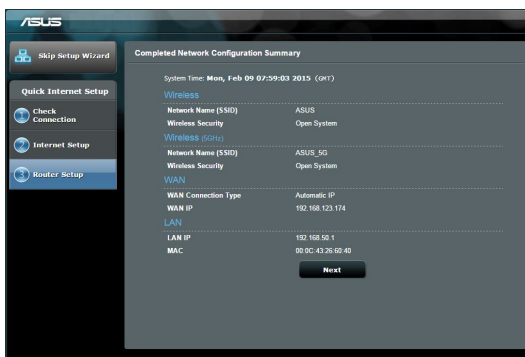 ASUS
Skip Setup Wizard
Quick Internet Setup
1 Check Connection
2 Internet Setup
3 Router Setup
Completed Network Configuration Summary
System Time: Mon, Feb 09 07:59:03 2015 (GMT)
Wireless
Network Name (SSID) ASUS
Wireless Security Open System
Wireless (5GHz)
Network Name (SSID) ASUS_5G
Wireless Security Open System
WAN
WAN Connection Type Automatic IP
WAN IP 192.168.123.174
LAN
LAN IP 192.168.50.1
MAC 00:0C:43:26:60:40
Next